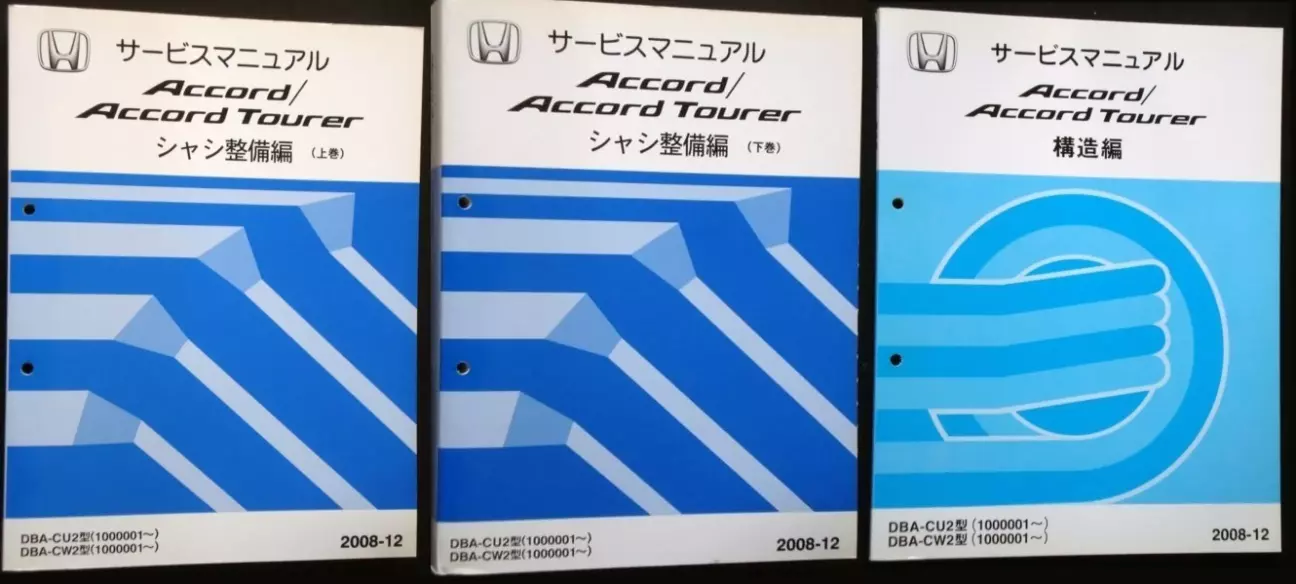 サービスマニュアル
Accord/
Accord Tourer
シャシ整備編 (上巻)
DBA-CU2型(1000001〜)
DBA-CW2型(1000001〜)
2008-12
サービスマニュアル
Accord/
Accord Tourer
シャシ整備編 (下巻)
DBA-CU2型(1000001〜)
DBA-CW2型(1000001〜)
2008-12
サービスマニュアル
Accord/
Accord Tourer
構造編
DBA-CU2型(1000001〜)
DBA-CW2型(1000001〜)
2008-12